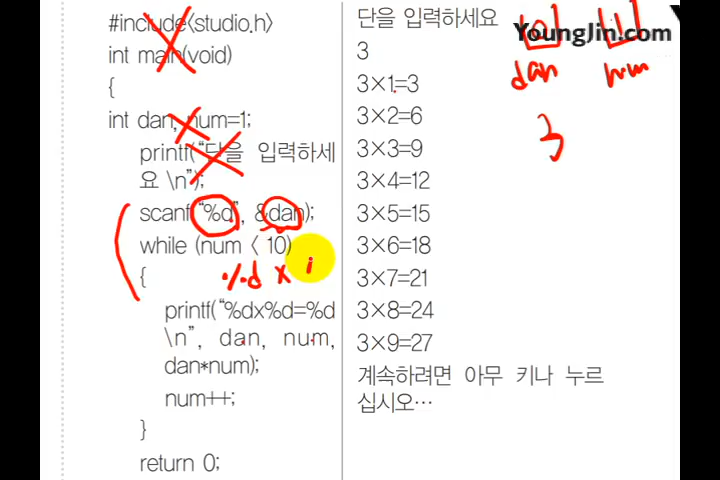 #include<studio.h>
int main(void)
{
int dan, num=1;
printf("단을 입력하세
요 \n");
scanf("%d", &dan);
while (num < 10)
{
%d x i
printf("%dx%d=%d
\n", dan, num,
dan*num);
num++;
}
return 0;
단을 입력하세요
3
3×1=3
3×2=6
3×3=9
3×4=12
3×5=15
3×6=18
3×7=21
3×8=24
3×9=27
계속하려면 아무 키나 누르
십시오…
YoungJin.com
dan num
3